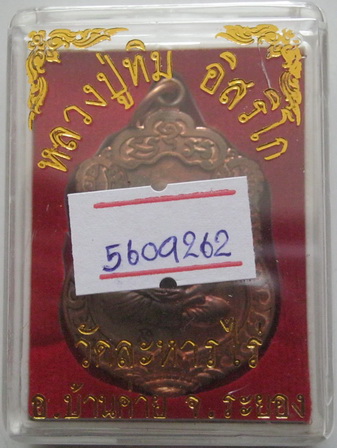 หลวงปู่ทิม อิสริโก
5609262
วัดละหารไร่
อ.บ้านค่าย จ.ระยอง